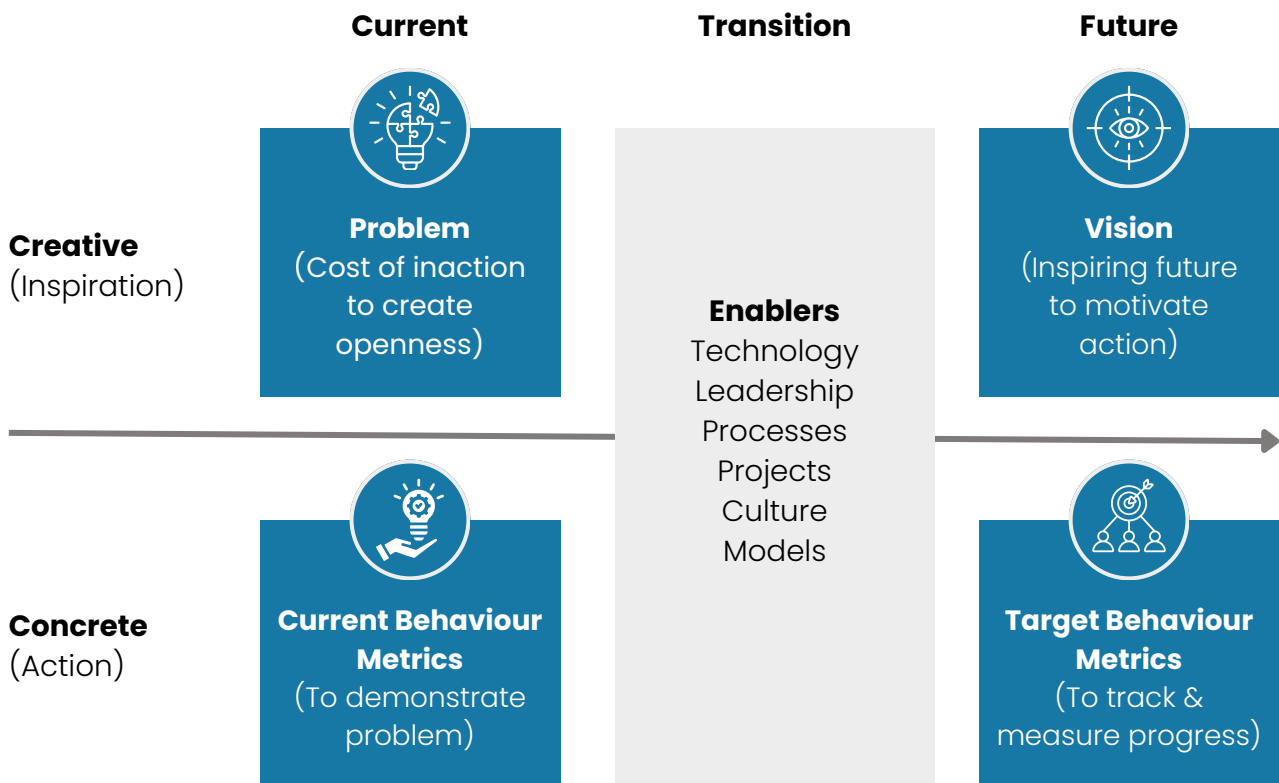 Current
Transition
Future
Creative
(Inspiration)
Problem
(Cost of inaction
to create
openness)
Enablers
Technology
Leadership
Processes
Projects
Culture
Models
Vision
(Inspiring future
to motivate
action)
Concrete
(Action)
Current Behaviour
Metrics
(To demonstrate
problem)
Target Behaviour
Metrics
(To track &
measure progress)